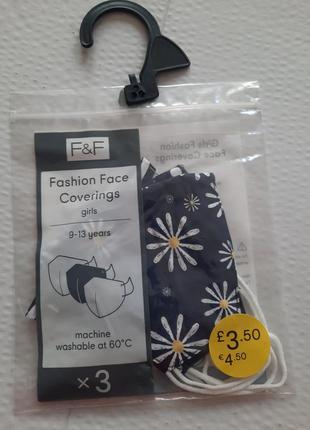 F&F
Fashion Face
Coverings
girls
9-13 years
machine
washable at 60°C
× 3
Girls Fashion
Face Coverings
£3.50
€4.50